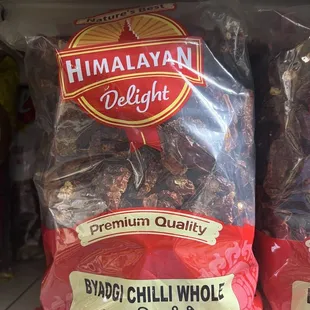 Nature's Best
HIMALAYAN
Delight
Premium Quality
BYADGI CHILLI WHOLE